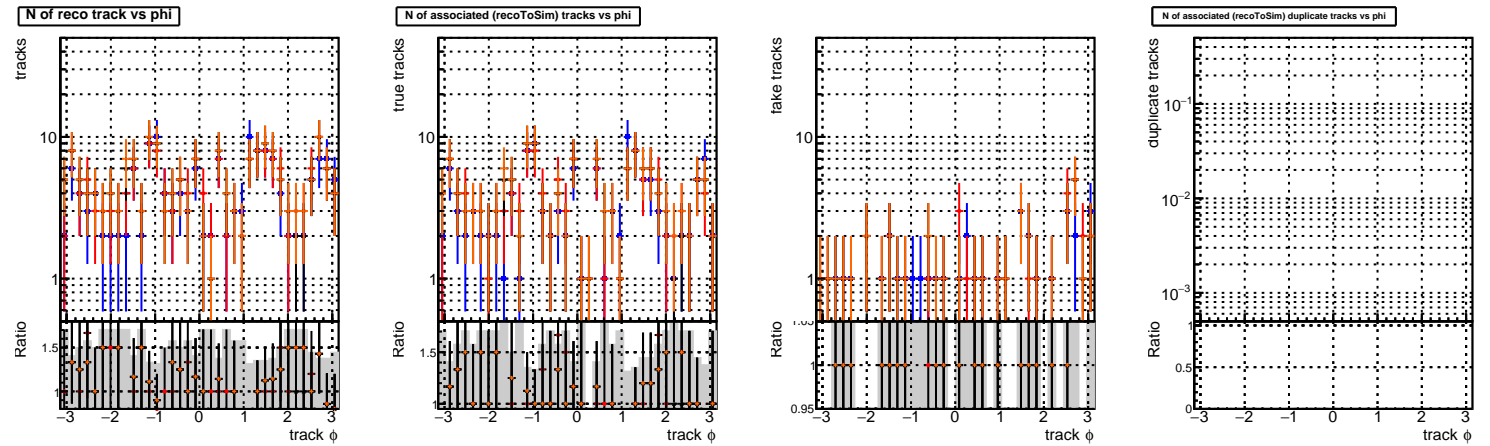 N of reco track vs phi
tracks
10
1
Ratio
1.5
1
−3 −2 −1 0 1 2 3
track ϕ
N of associated (recoToSim) tracks vs phi
true tracks
10
1
Ratio
1.5
1
−3 −2 −1 0 1 2 3
track ϕ
fake tracks
10
1
Ratio
1.05
1
0.95
−3 −2 −1 0 1 2 3
track ϕ
N of associated (recoToSim) duplicate tracks vs phi
duplicate tracks
10⁻¹
10⁻²
10⁻³
Ratio
1
0.5
0
−3 −2 −1 0 1 2 3
track ϕ